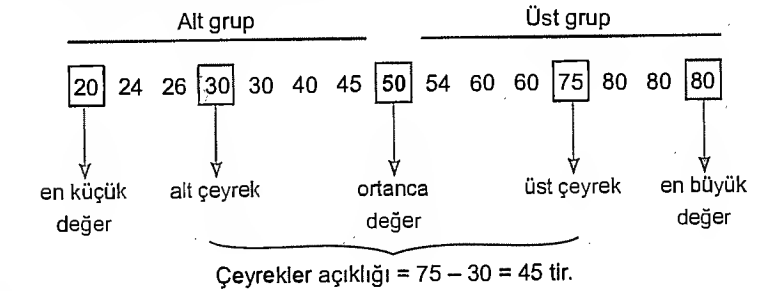 Alt grup Üst grup
20 24 26 30 30 40 45 50 54 60 60 75 80 80 80
en küçük değer alt çeyrek ortanca değer üst çeyrek en büyük değer
Çeyrekler açıklığı = 75 – 30 = 45 tir.